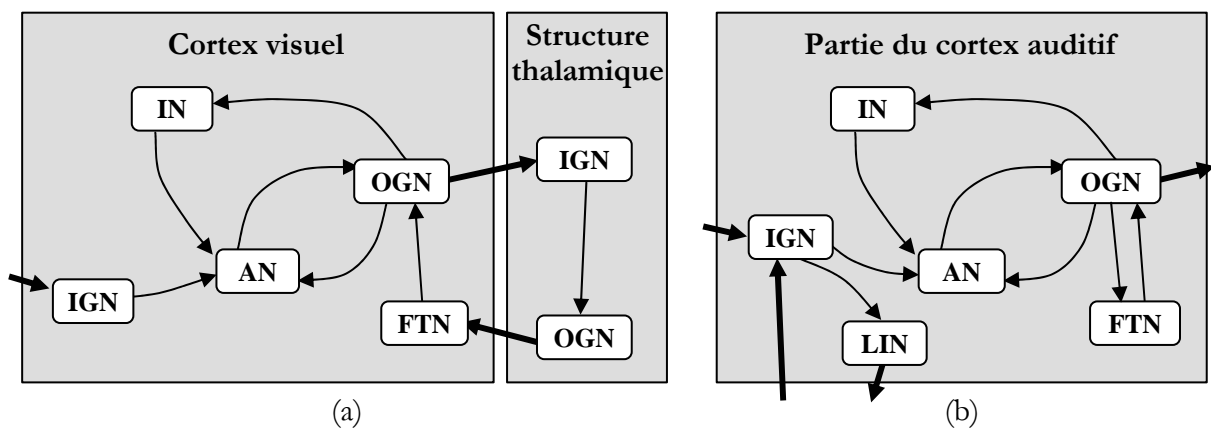 Cortex visuel
IN
OGN
AN
IGN
FTN
Structure
thalamique
IGN
OGN
(a)
Partie du cortex auditif
IN
OGN
IGN
AN
FTN
LIN
(b)